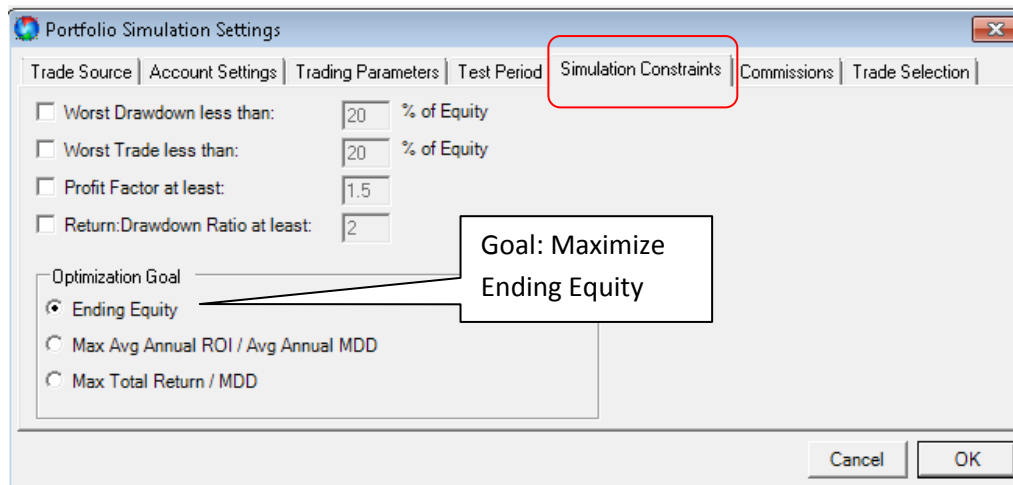 Portfolio Simulation Settings
Trade Source Account Settings Trading Parameters Test Period Simulation Constraints Commissions Trade Selection
Worst Drawdown less than: 20 % of Equity
Worst Trade less than: 20 % of Equity
Profit Factor at least: 1.5
Return:Drawdown Ratio at least: 2
Goal: Maximize
Ending Equity
Optimization Goal
Ending Equity
Max Avg Annual ROI / Avg Annual MDD
Max Total Return / MDD
Cancel OK